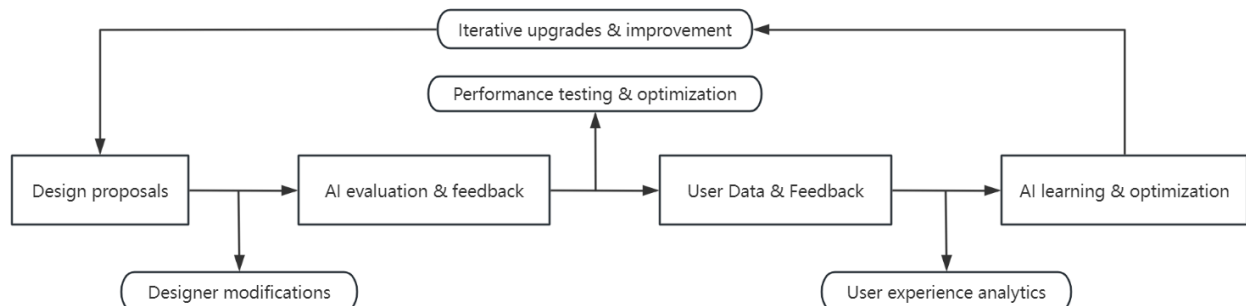 Iterative upgrades & improvement
Performance testing & optimization
Design proposals
AI evaluation & feedback
User Data & Feedback
AI learning & optimization
Designer modifications
User experience analytics